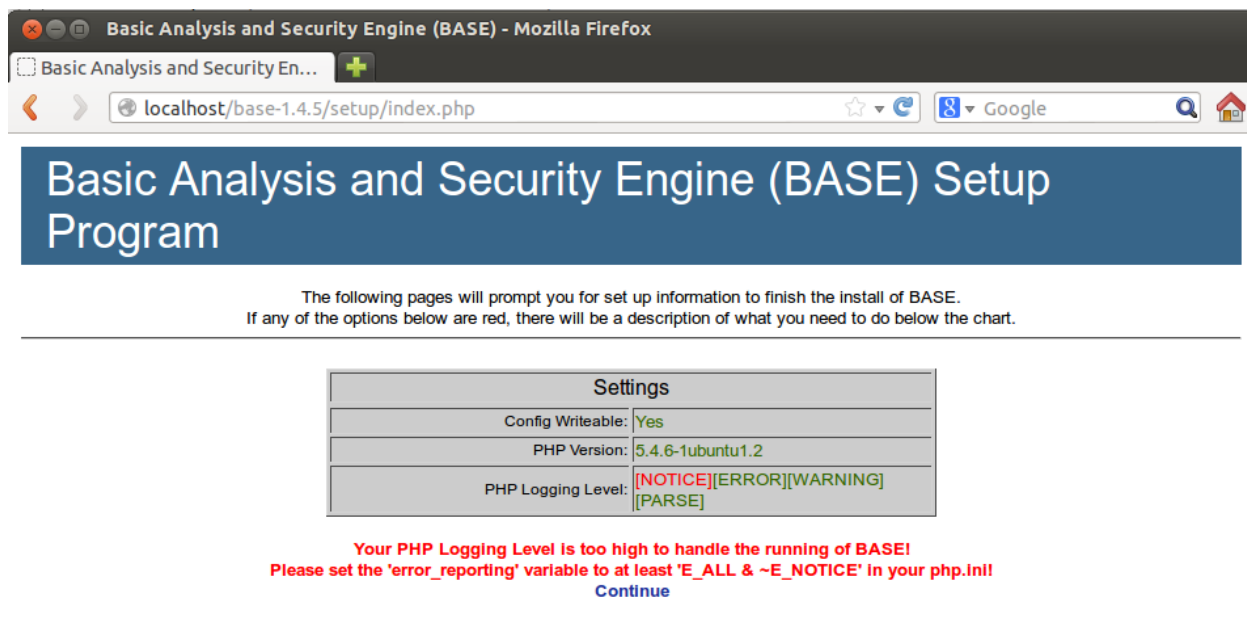 Basic Analysis and Security Engine (BASE) - Mozilla Firefox
Basic Analysis and Security En...
localhost/base-1.4.5/setup/index.php
8 Google
Basic Analysis and Security Engine (BASE) Setup
Program
The following pages will prompt you for set up information to finish the install of BASE.
If any of the options below are red, there will be a description of what you need to do below the chart.
Settings
Config Writeable: Yes
PHP Version: 5.4.6-1ubuntu1.2
PHP Logging Level: [NOTICE][ERROR][WARNING]
[PARSE]
Your PHP Logging Level is too high to handle the running of BASE!
Please set the 'error_reporting' variable to at least 'E_ALL & ~E_NOTICE' in your php.ini!
Continue